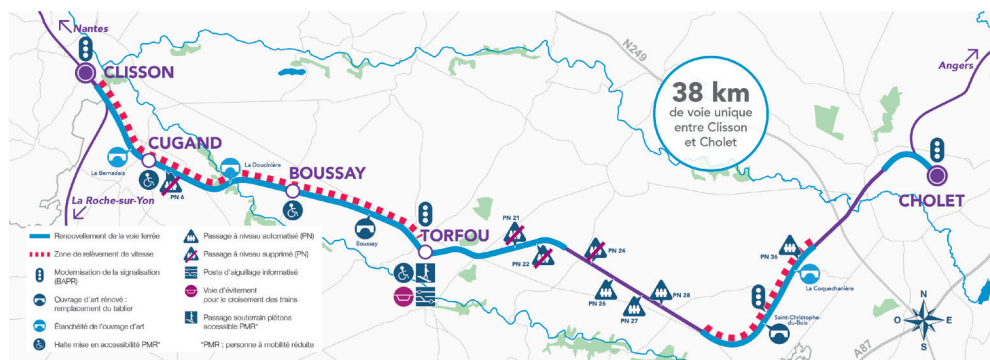 Nantes
CLISSON
N249
Angers
38 km
de voie unique
entre Clisson
et Cholet
CUGAND
La Bernadais
La Doucinière
BOUSSAY
PN 6
CHOLET
La Roche-sur-Yon
Boussay
TORFOU
PN 21
PN 22
PN 24
PN 36
La Coquecharière
PN 26
PN 27
PN 28
Saint-Christophe-
du-Bois
A87
N
O
E
S
Renouvellement de la voie ferrée
Zone de relèvement de vitesse
Modernisation de la signalisation
(BAPR)
Ouvrage d'art rénové :
remplacement du tablier
Étanchéité de l'ouvrage d'art
Halte mise en accessibilité PMR*
Passage à niveau automatisé (PN)
Passage à niveau supprimé (PN)
Poste d'aiguillage informatisé
Voie d'évitement
pour le croisement des trains
Passage souterrain piétons
accessible PMR*
*PMR : personne à mobilité réduite